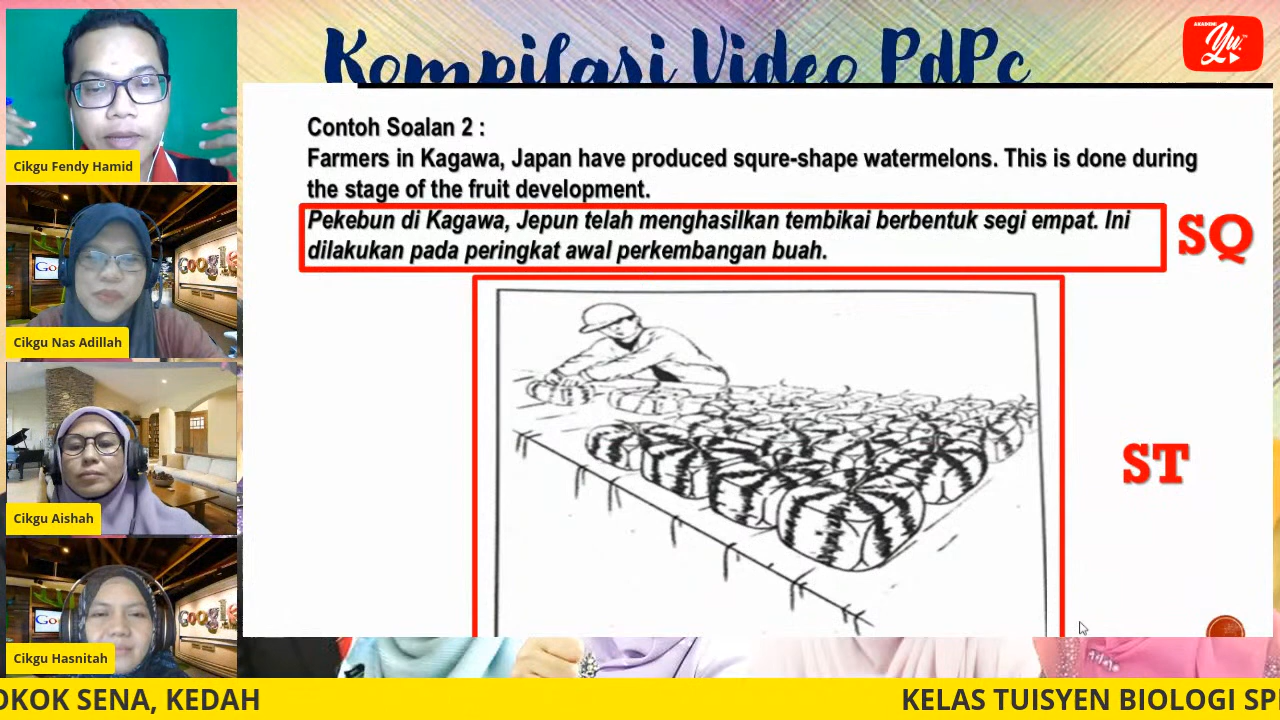 Kompilasi Video PdPc
AKADEMI
Yu.
Contoh Soalan 2 :
Farmers in Kagawa, Japan have produced squre-shape watermelons. This is done during
the stage of the fruit development.
Pekebun di Kagawa, Jepun telah menghasilkan tembikai berbentuk segi empat. Ini
dilakukan pada peringkat awal perkembangan buah.
SQ
ST
Cikgu Fendy Hamid
Cikgu Nas Adillah
Cikgu Aishah
Cikgu Hasnitah
OKOK SENA, KEDAH
KELAS TUISYEN BIOLOGI SP